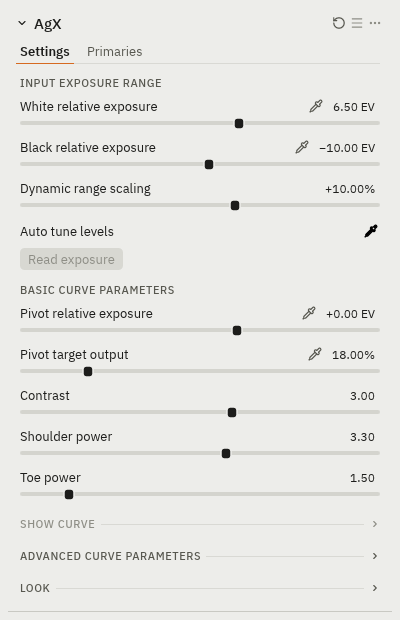 AgX
Settings Primaries
INPUT EXPOSURE RANGE
White relative exposure 6.50 EV
Black relative exposure −10.00 EV
Dynamic range scaling +10.00%
Auto tune levels
Read exposure
BASIC CURVE PARAMETERS
Pivot relative exposure +0.00 EV
Pivot target output 18.00%
Contrast 3.00
Shoulder power 3.30
Toe power 1.50
SHOW CURVE
ADVANCED CURVE PARAMETERS
LOOK